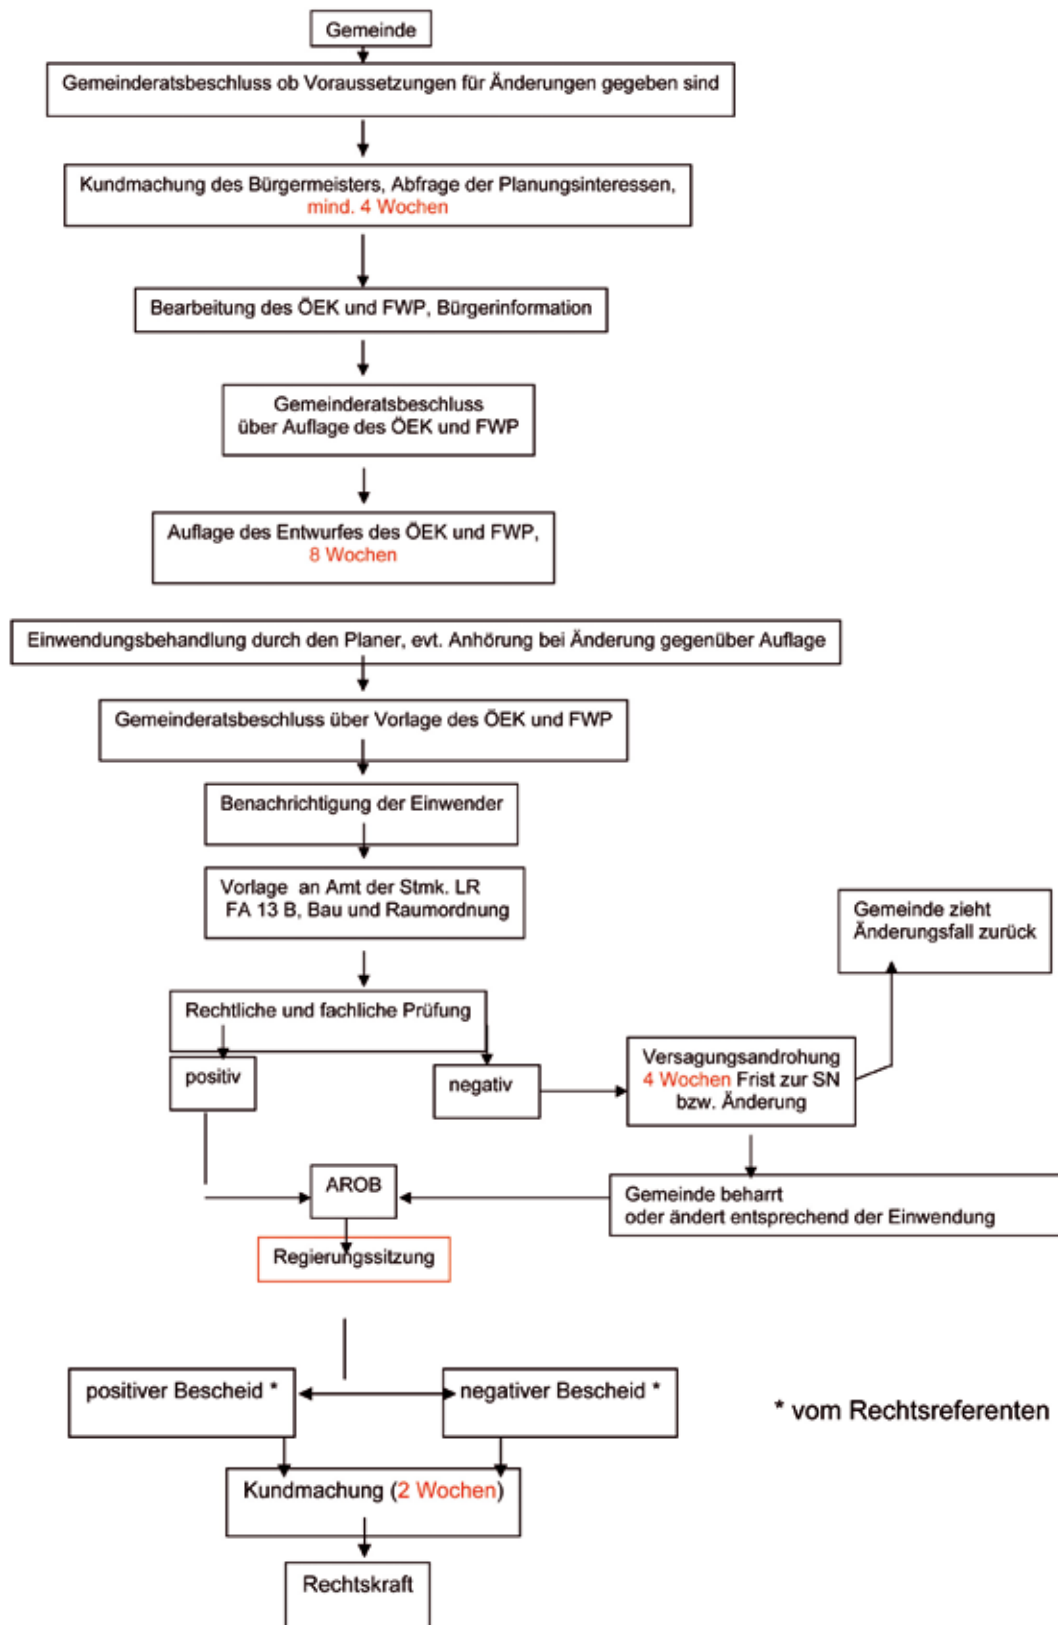 Gemeinde
Gemeinderatsbeschluss ob Voraussetzungen für Änderungen gegeben sind
Kundmachung des Bürgermeisters, Abfrage der Planungsinteressen,
mind. 4 Wochen
Bearbeitung des ÖEK und FWP, Bürgerinformation
Gemeinderatsbeschluss
über Auflage des ÖEK und FWP
Auflage des Entwurfes des ÖEK und FWP,
8 Wochen
Einwendungsbehandlung durch den Planer, evt. Anhörung bei Änderung gegenüber Auflage
Gemeinderatsbeschluss über Vorlage des ÖEK und FWP
Benachrichtigung der Einwender
Vorlage an Amt der Stmk. LR
FA 13 B, Bau und Raumordnung
Gemeinde zieht
Änderungsfall zurück
Rechtliche und fachliche Prüfung
positiv
negativ
Versagungsandrohung
4 Wochen Frist zur SN
bzw. Änderung
AROB
Gemeinde beharrt
oder ändert entsprechend der Einwendung
Regierungssitzung
positiver Bescheid *
negativer Bescheid *
* vom Rechtsreferenten
Kundmachung (2 Wochen)
Rechtskraft